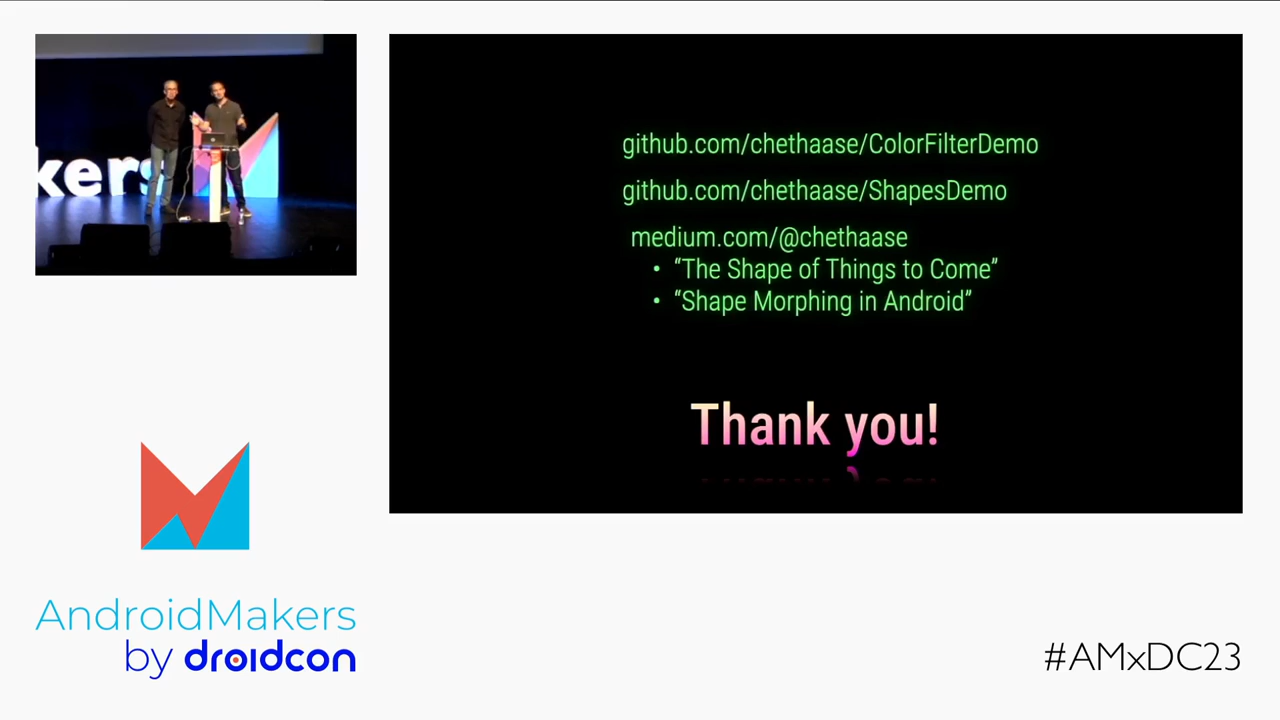 kers
github.com/chethaase/ColorFilterDemo
github.com/chethaase/ShapesDemo
medium.com/@chethaase
• “The Shape of Things to Come”
• “Shape Morphing in Android”
Thank you!
AndroidMakers
by droidcon
#AMxDC23